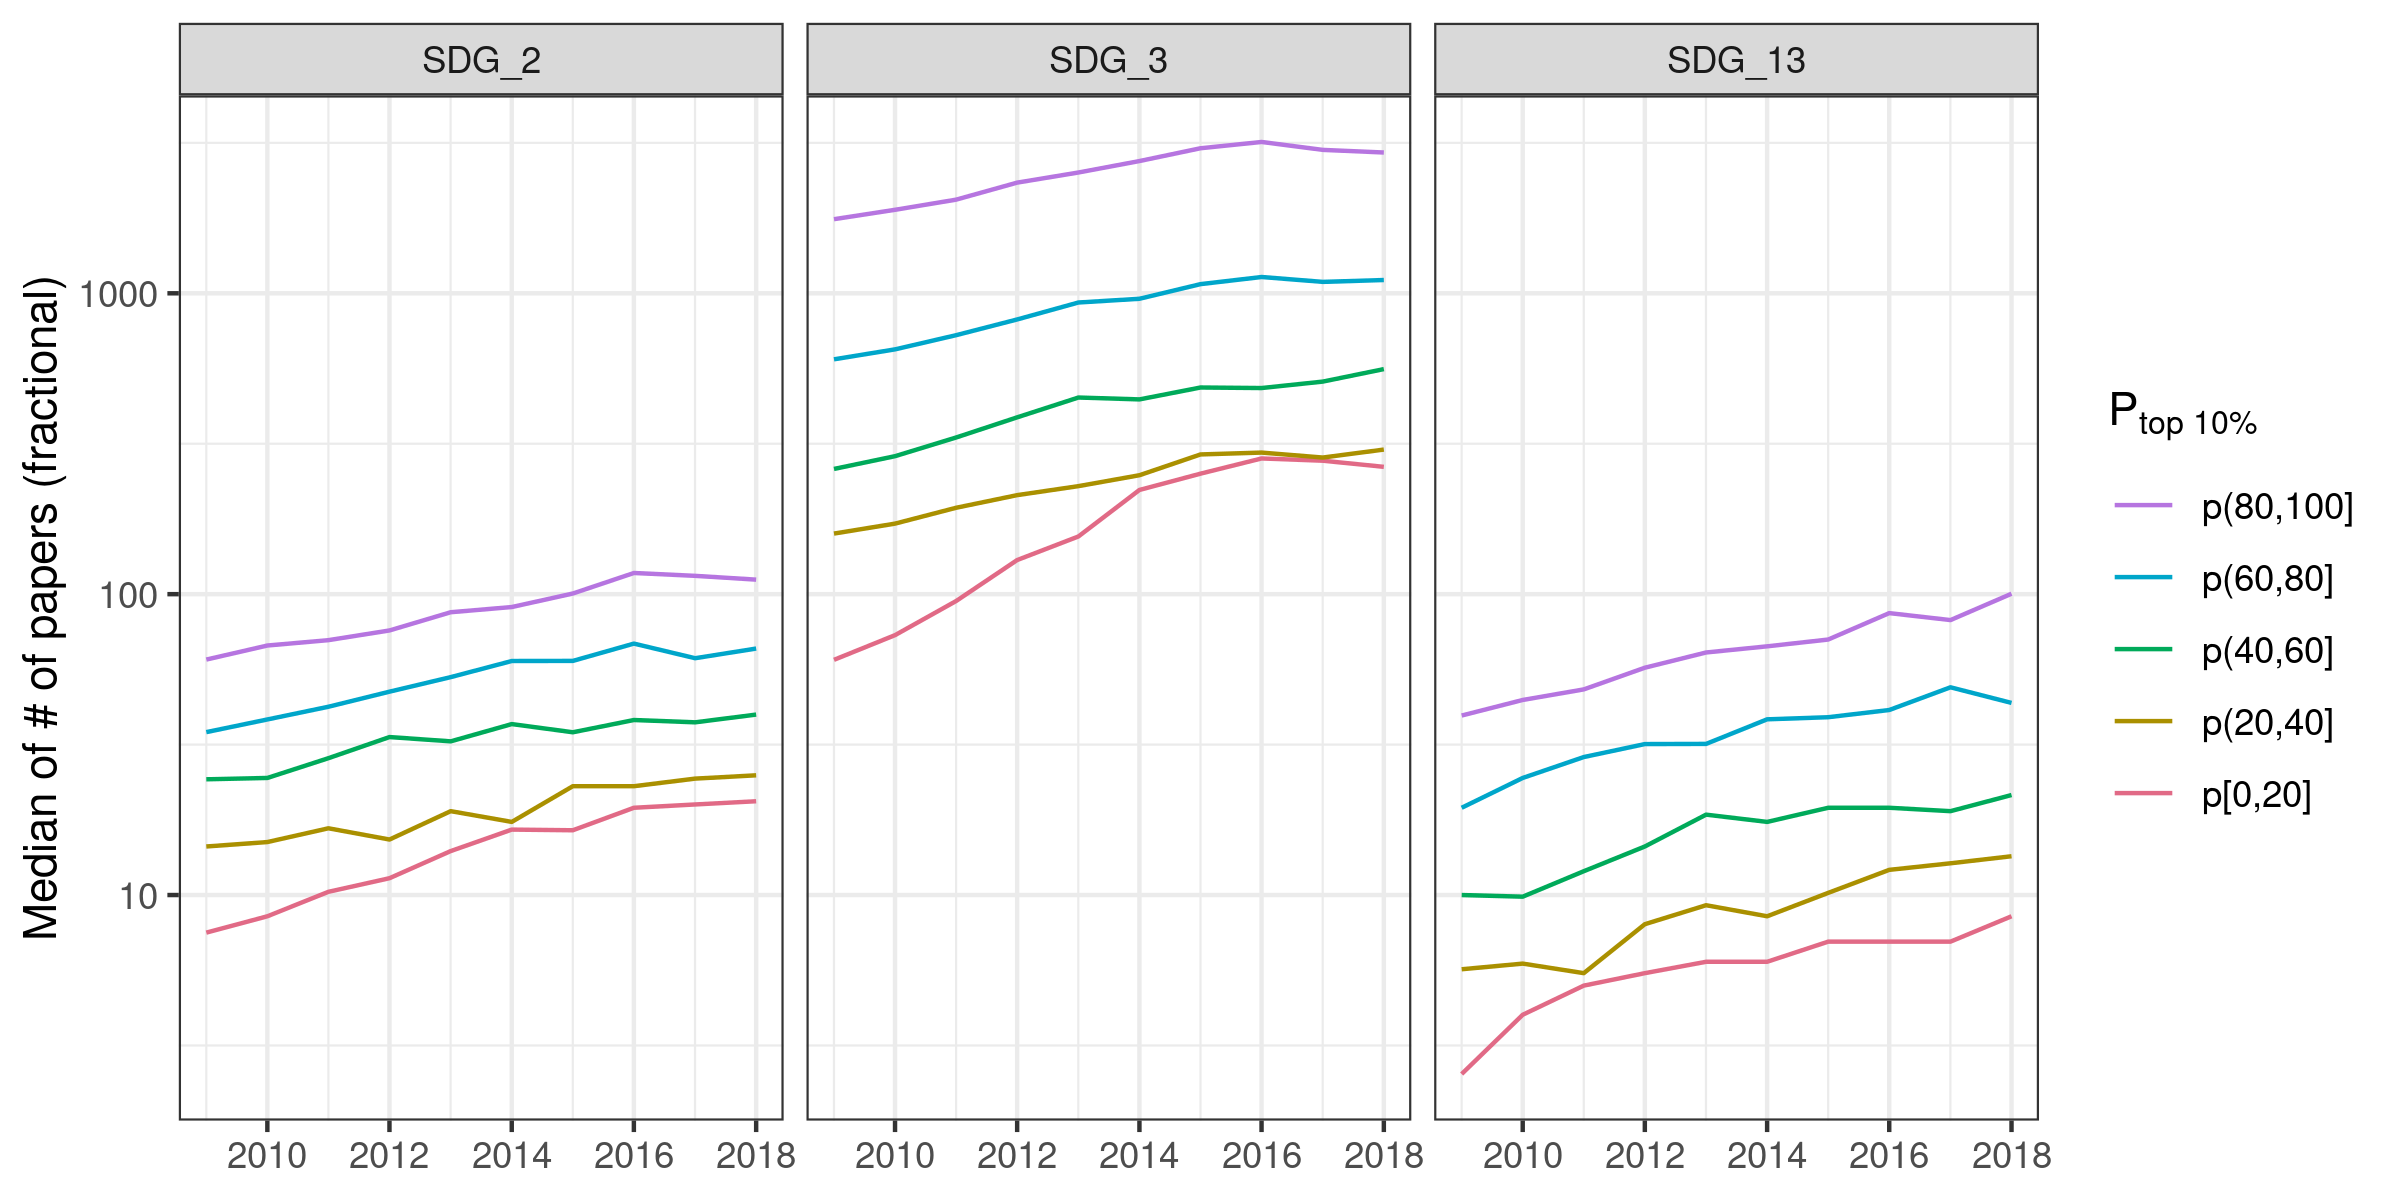 SDG_2 SDG_3 SDG_13
Median of # of papers (fractional)
1000
100
10
2010 2012 2014 2016 2018 2010 2012 2014 2016 2018 2010 2012 2014 2016 2018
P top 10%
p(80,100]
p(60,80]
p(40,60]
p(20,40]
p[0,20]